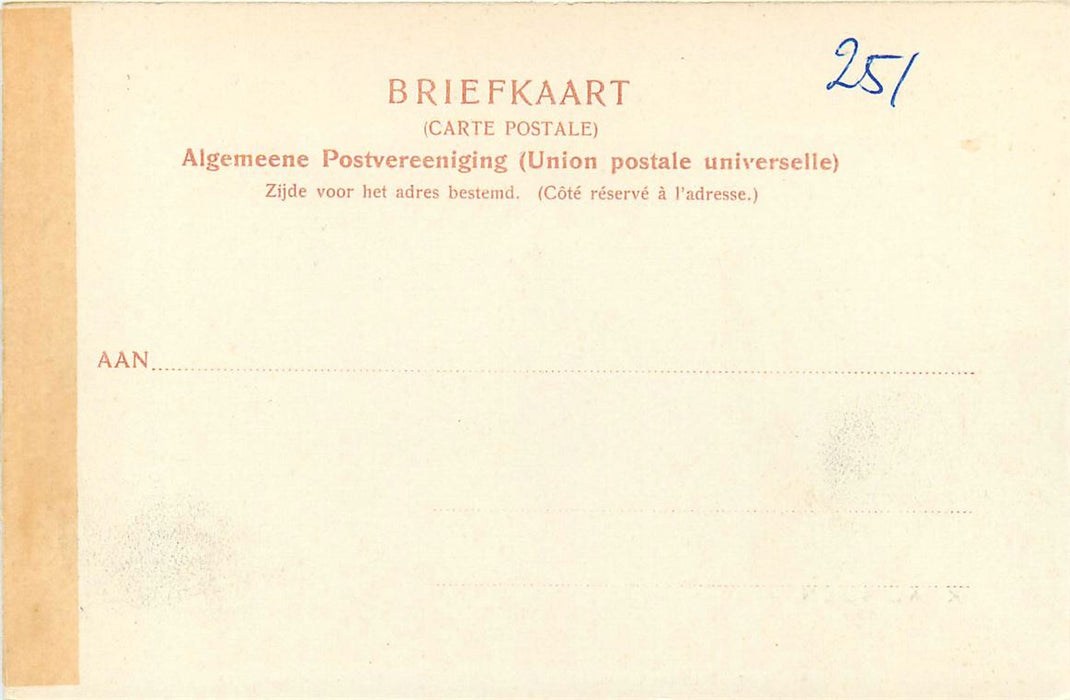 251
BRIEFKAART
(CARTE POSTALE)
Algemeene Postvereeniging (Union postale universelle)
Zijde voor het adres bestemd. (Côté réservé à l'adresse.)
AAN